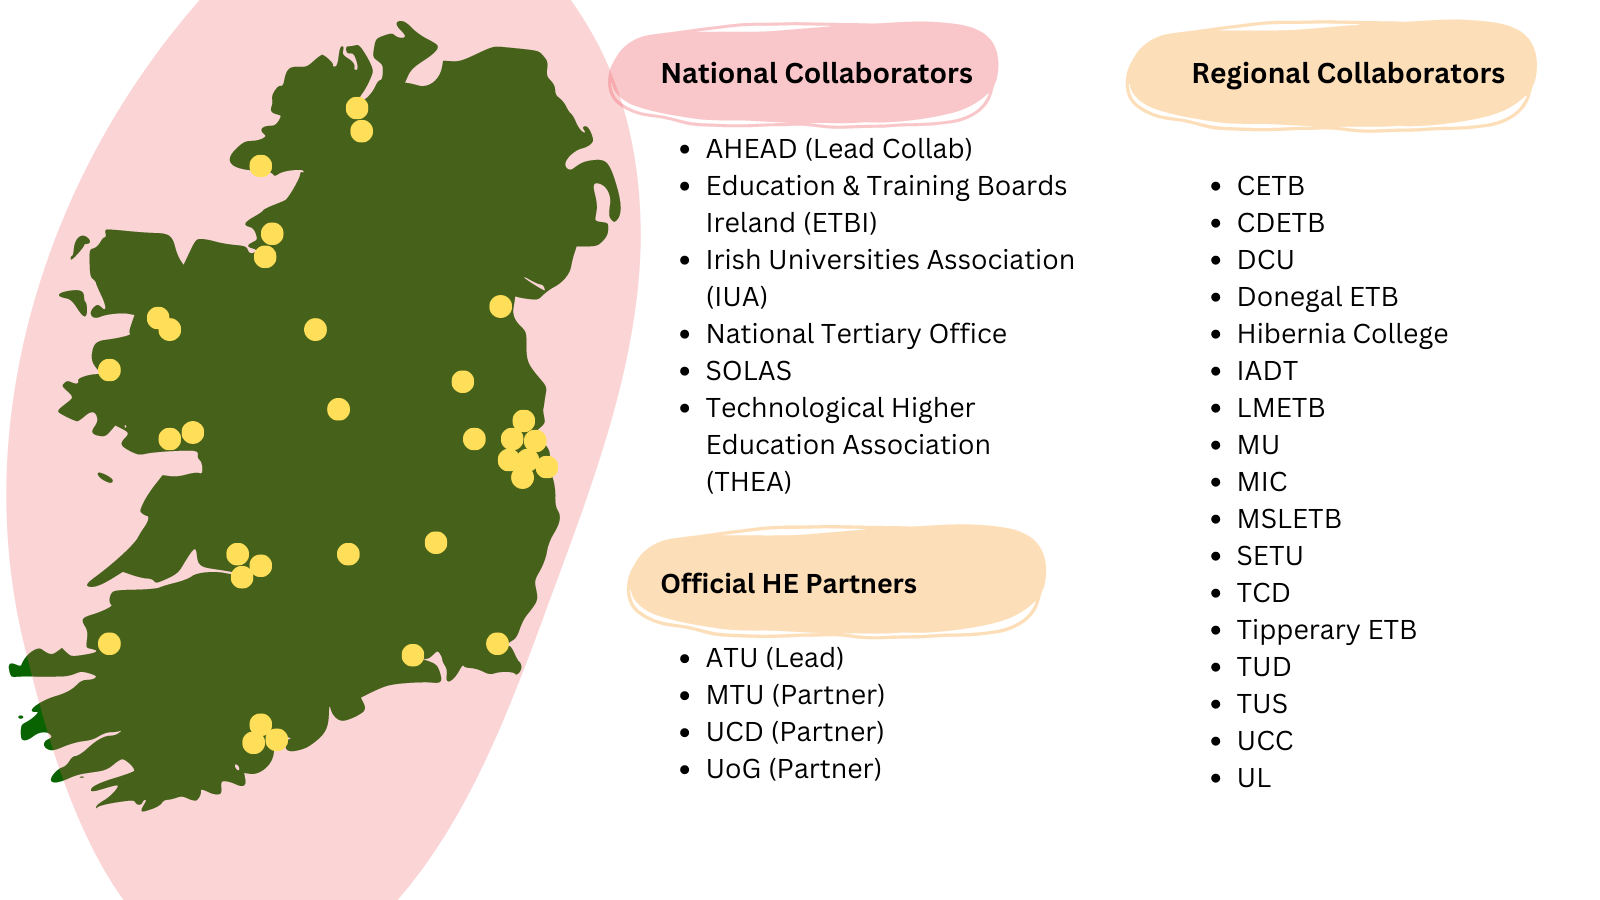 National Collaborators
• AHEAD (Lead Collab)
• Education & Training Boards
Ireland (ETBI)
• Irish Universities Association
(IUA)
• National Tertiary Office
• SOLAS
• Technological Higher
Education Association
(THEA)
Official HE Partners
• ATU (Lead)
• MTU (Partner)
• UCD (Partner)
• UoG (Partner)
Regional Collaborators
• CETB
• CDETB
• DCU
• Donegal ETB
• Hibernia College
• IADT
• LMETB
• MU
• MIC
• MSLETB
• SETU
• TCD
• Tipperary ETB
• TUD
• TUS
• UCC
• UL